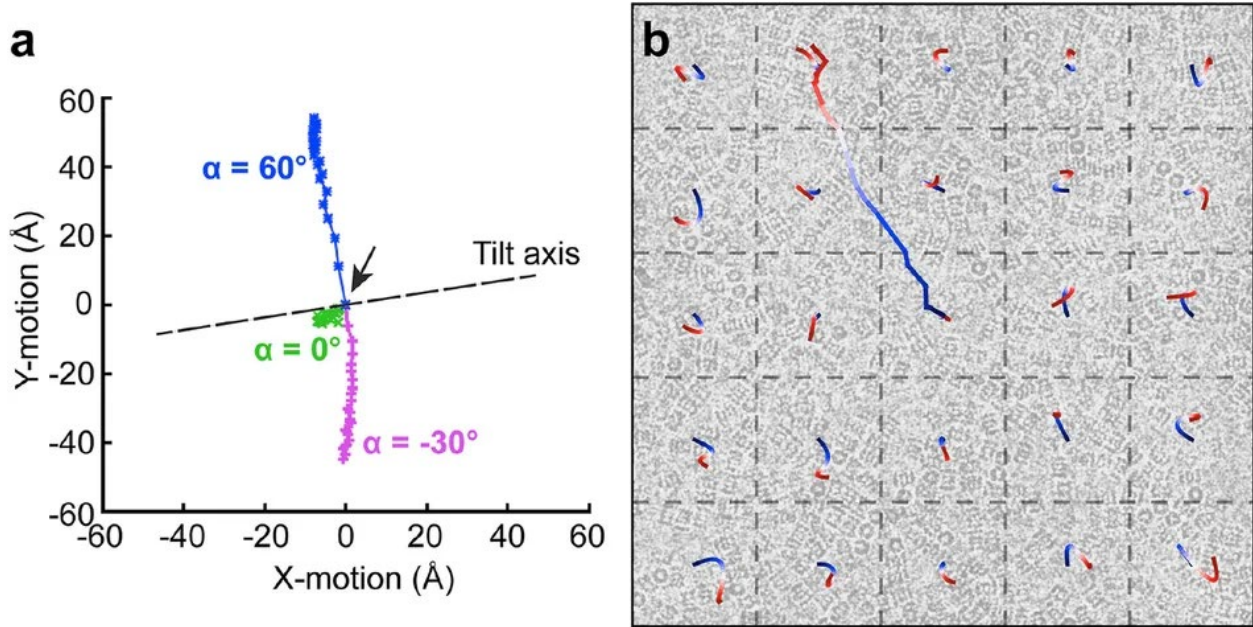 a
60
40
20
0
-20
-40
-60
Y-motion (Å)
α = 60°
Tilt axis
α = 0°
α = -30°
-60 -40 -20 0 20 40 60
X-motion (Å)
b